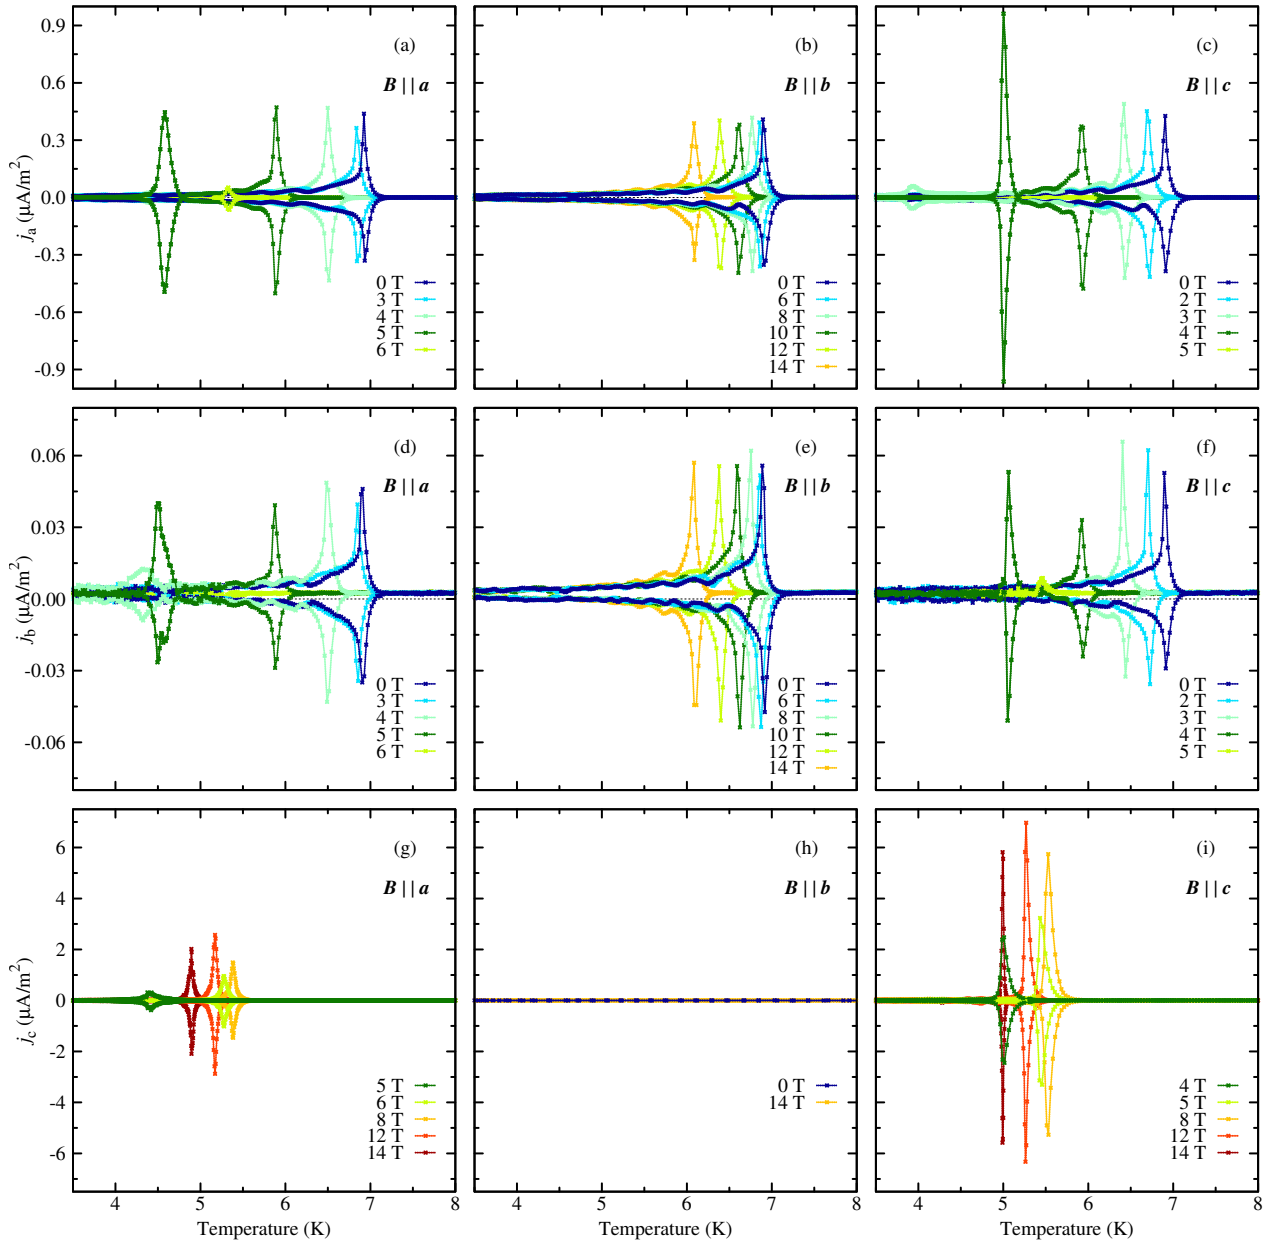 0.9
0.6
0.3
0.0
-0.3
-0.6
-0.9
j_a (µA/m²)
(a)
B || a
0 T
3 T
4 T
5 T
6 T
(b)
B || b
0 T
6 T
8 T
10 T
12 T
14 T
(c)
B || c
0 T
2 T
3 T
4 T
5 T
0.06
0.03
0.00
-0.03
-0.06
j_b (µA/m²)
(d)
B || a
0 T
3 T
4 T
5 T
6 T
(e)
B || b
0 T
6 T
8 T
10 T
12 T
14 T
(f)
B || c
0 T
2 T
3 T
4 T
5 T
6
4
2
0
-2
-4
-6
j_c (µA/m²)
(g)
B || a
5 T
6 T
8 T
12 T
14 T
(h)
B || b
0 T
14 T
(i)
B || c
4 T
5 T
8 T
12 T
14 T
4 5 6 7 8
4 5 6 7 8
4 5 6 7 8
Temperature (K)
Temperature (K)
Temperature (K)